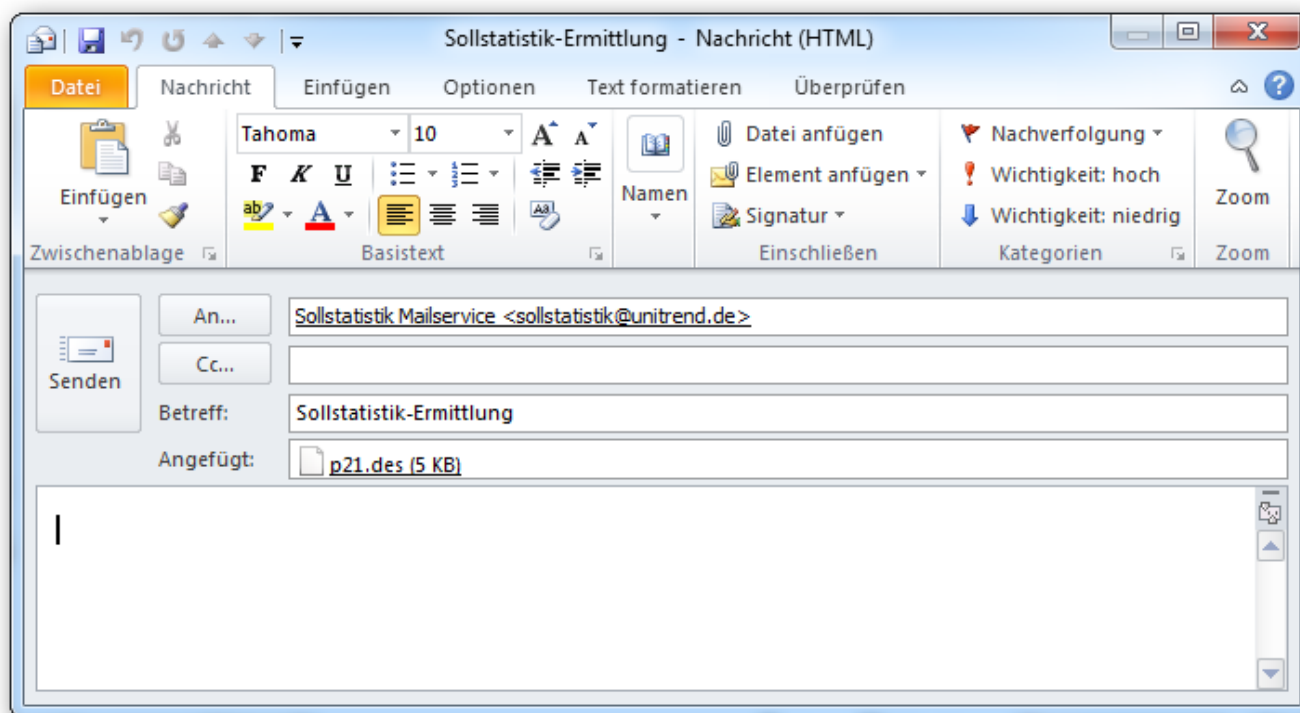 Sollstatistik-Ermittlung - Nachricht (HTML)
Datei Nachricht Einfügen Optionen Text formatieren Überprüfen
Einfügen
Zwischenablage
Tahoma 10
F K U
Basistext
Namen
Datei anfügen
Element anfügen
Signatur
Einschließen
Nachverfolgung
Wichtigkeit: hoch
Wichtigkeit: niedrig
Kategorien
Zoom
Zoom
Senden
An... Sollstatistik Mailservice <sollstatistik@unitrend.de>
Cc...
Betreff: Sollstatistik-Ermittlung
Angefügt: p21.des (5 KB)